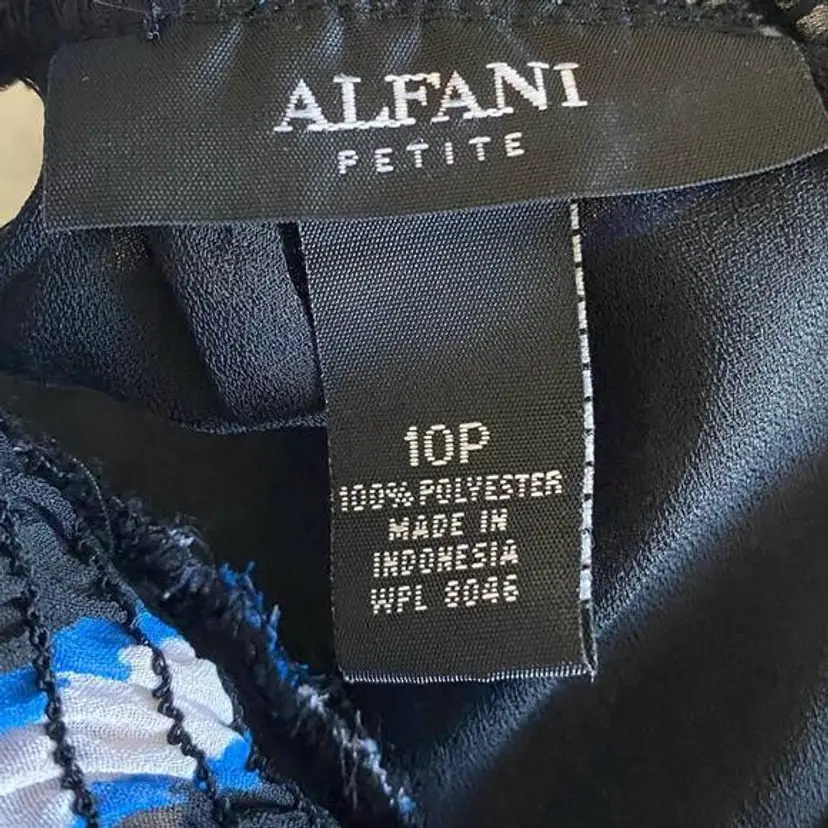 ALFANI
PETITE
10P
100% POLYESTER
MADE IN
INDONESIA
WPL 8046